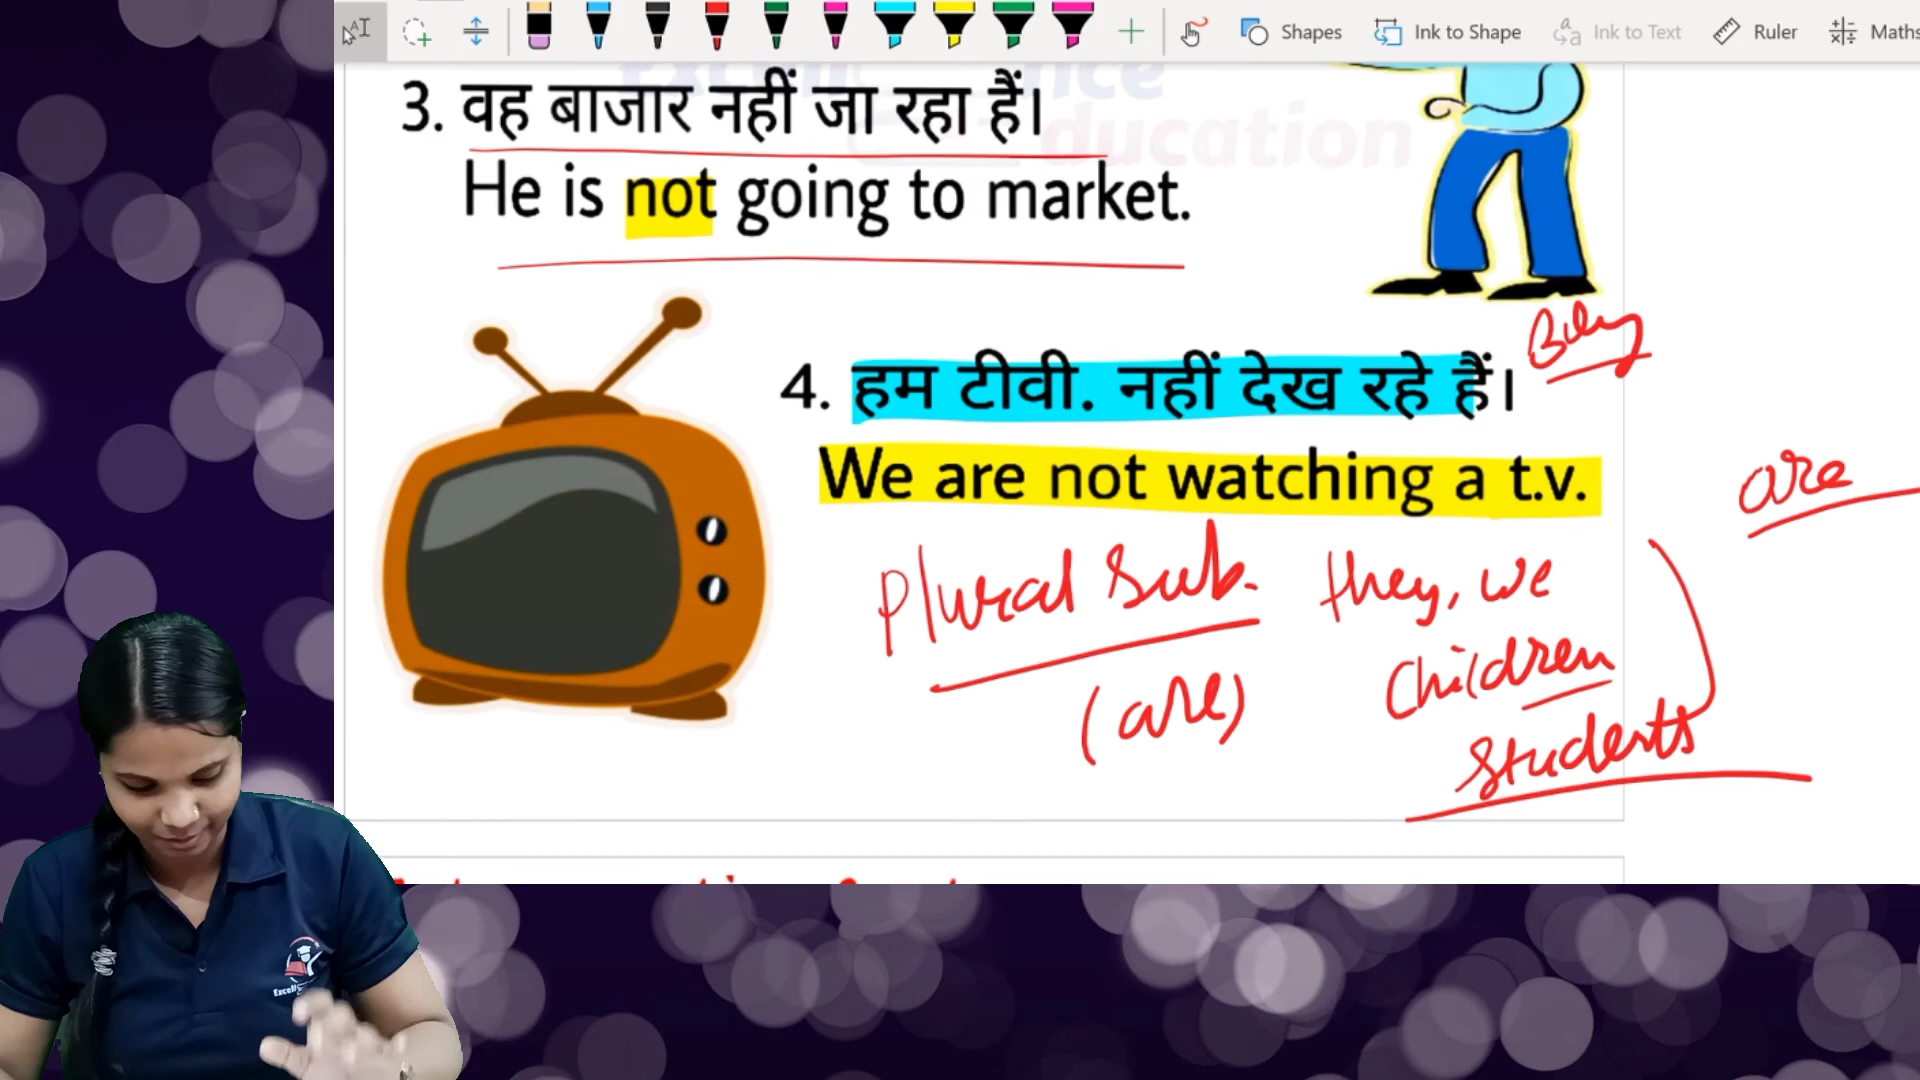 Shapes Ink to Shape Ink to Text Ruler Maths
3. वह बाजार नहीं जा रहा हैं।
ducation
He is not going to market.
4. हम टीवी. नहीं देख रहे हैं।
We are not watching a t.v.
are
Plural Sub. they, we
children
(are)
students